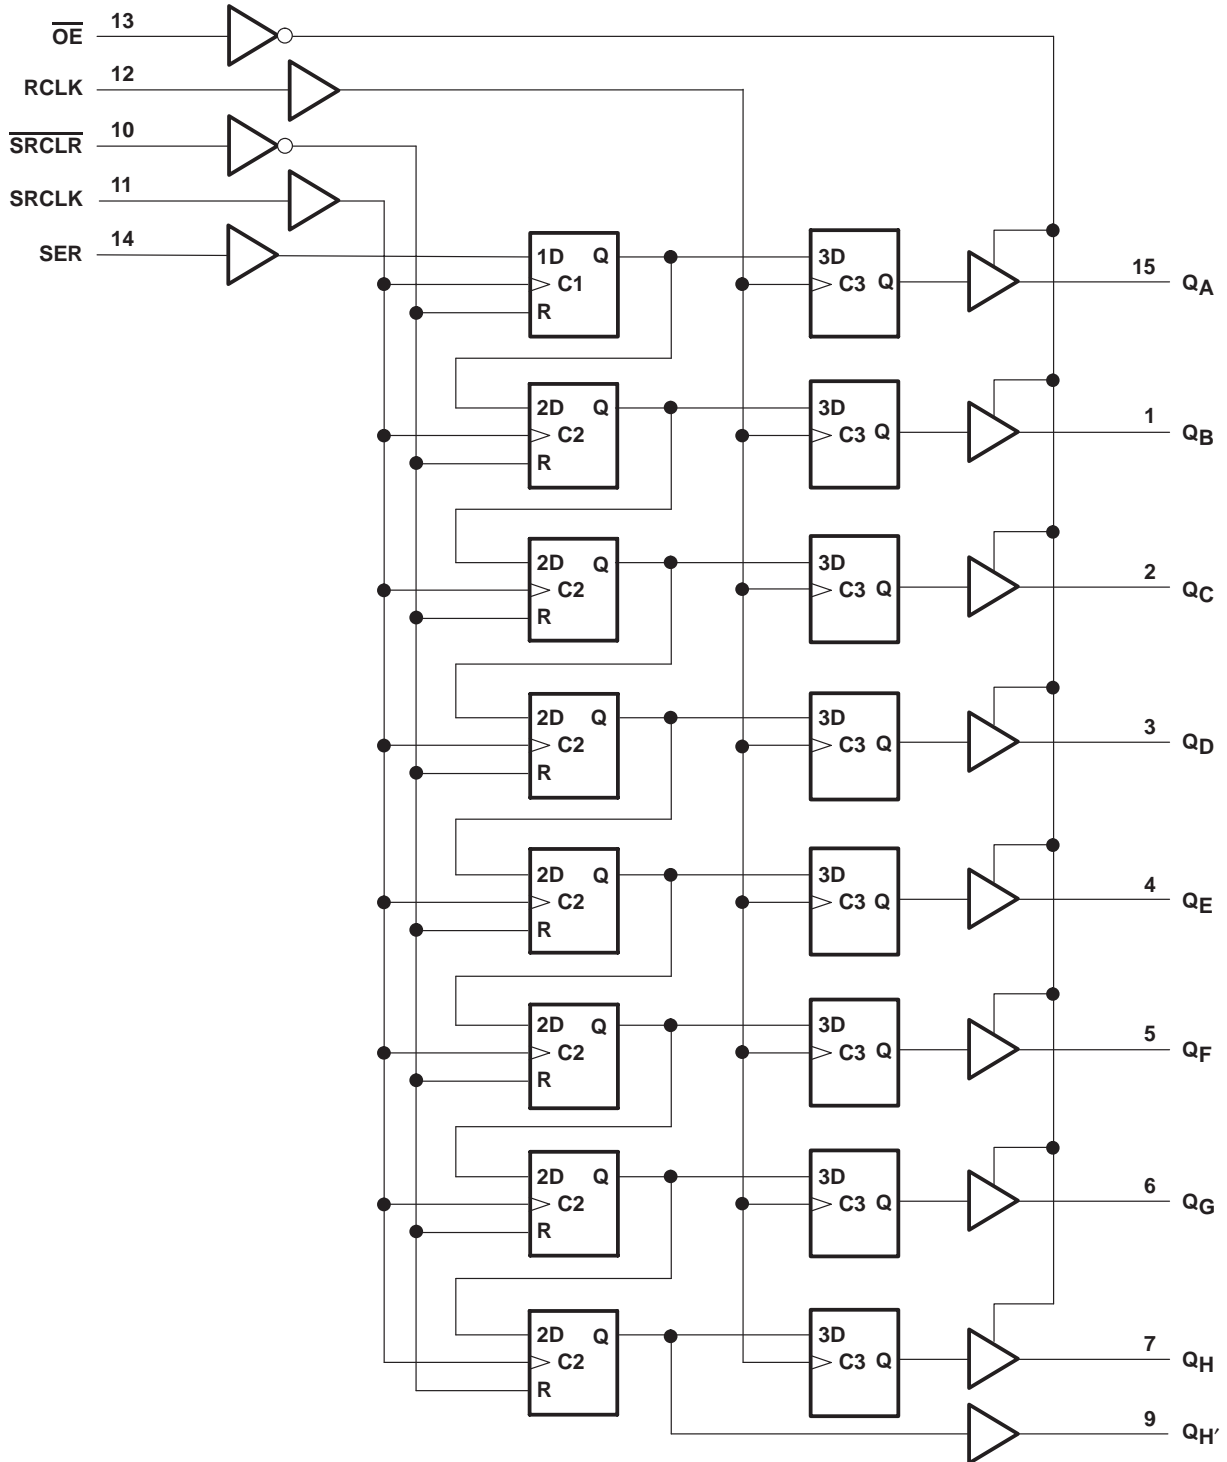 OE 13
RCLK 12
SRCLR 10
SRCLK 11
SER 14
1D Q
C1
R
3D
C3 Q
15 QA
2D Q
C2
R
3D
C3 Q
1 QB
2D Q
C2
R
3D
C3 Q
2 QC
2D Q
C2
R
3D
C3 Q
3 QD
2D Q
C2
R
3D
C3 Q
4 QE
2D Q
C2
R
3D
C3 Q
5 QF
2D Q
C2
R
3D
C3 Q
6 QG
2D Q
C2
R
3D
C3 Q
7 QH
9 QH′